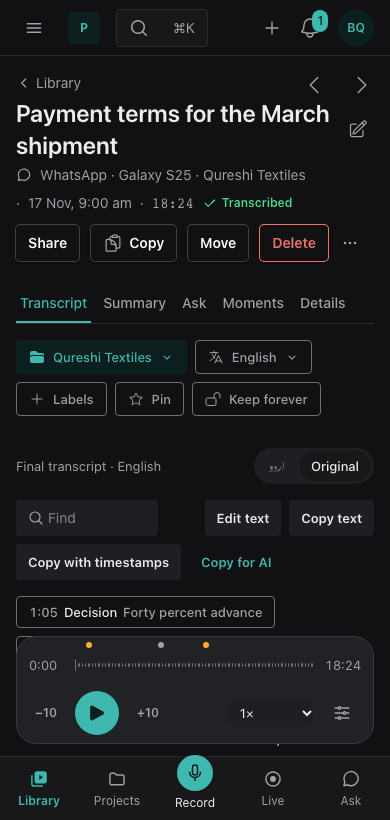 P ⌘K 1 BQ
Library
Payment terms for the March
shipment
WhatsApp · Galaxy S25 · Qureshi Textiles
· 17 Nov, 9:00 am · 18:24 Transcribed
Share Copy Move Delete ...
Transcript Summary Ask Moments Details
Qureshi Textiles English
Labels Pin Keep forever
Final transcript · English اردو Original
Find Edit text Copy text
Copy with timestamps Copy for AI
1:05 Decision Forty percent advance
0:00 18:24
−10 +10 1×
Library Projects Record Live Ask